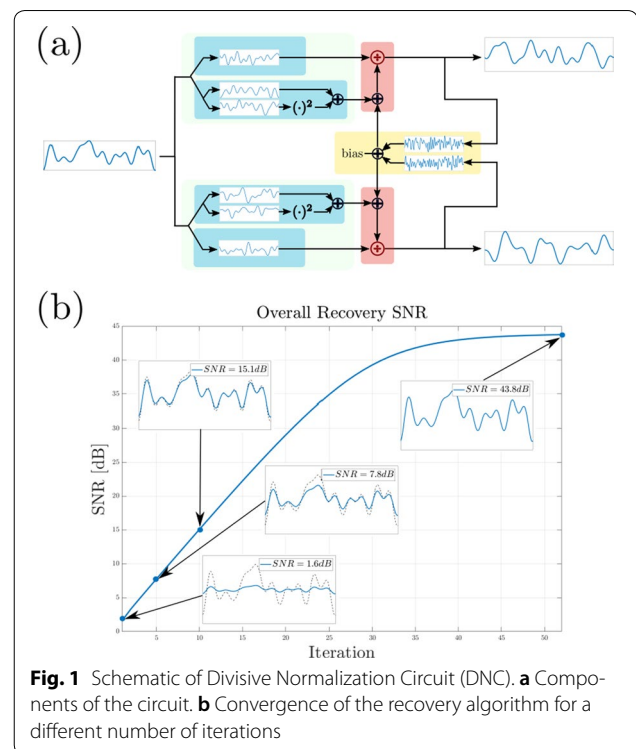 (a)
(·)²
bias
(·)²
(b)
Overall Recovery SNR
SNR [dB]
45
40
35
30
25
20
15
10
5
0
SNR = 15.1dB
SNR = 43.8dB
SNR = 7.8dB
SNR = 1.6dB
5 10 15 20 25 30 35 40 45 50
Iteration
Fig. 1 Schematic of Divisive Normalization Circuit (DNC). a Compo-
nents of the circuit. b Convergence of the recovery algorithm for a
different number of iterations